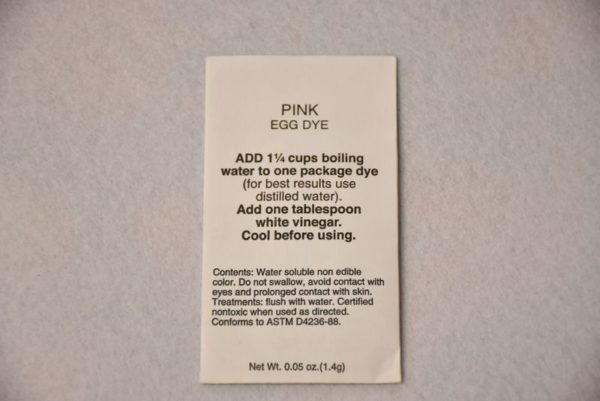 PINK
EGG DYE
ADD 1¼ cups boiling
water to one package dye
(for best results use
distilled water).
Add one tablespoon
white vinegar.
Cool before using.
Contents: Water soluble non edible
color. Do not swallow, avoid contact with
eyes and prolonged contact with skin.
Treatments: flush with water. Certified
nontoxic when used as directed.
Conforms to ASTM D4236-88.
Net Wt. 0.05 oz.(1.4g)